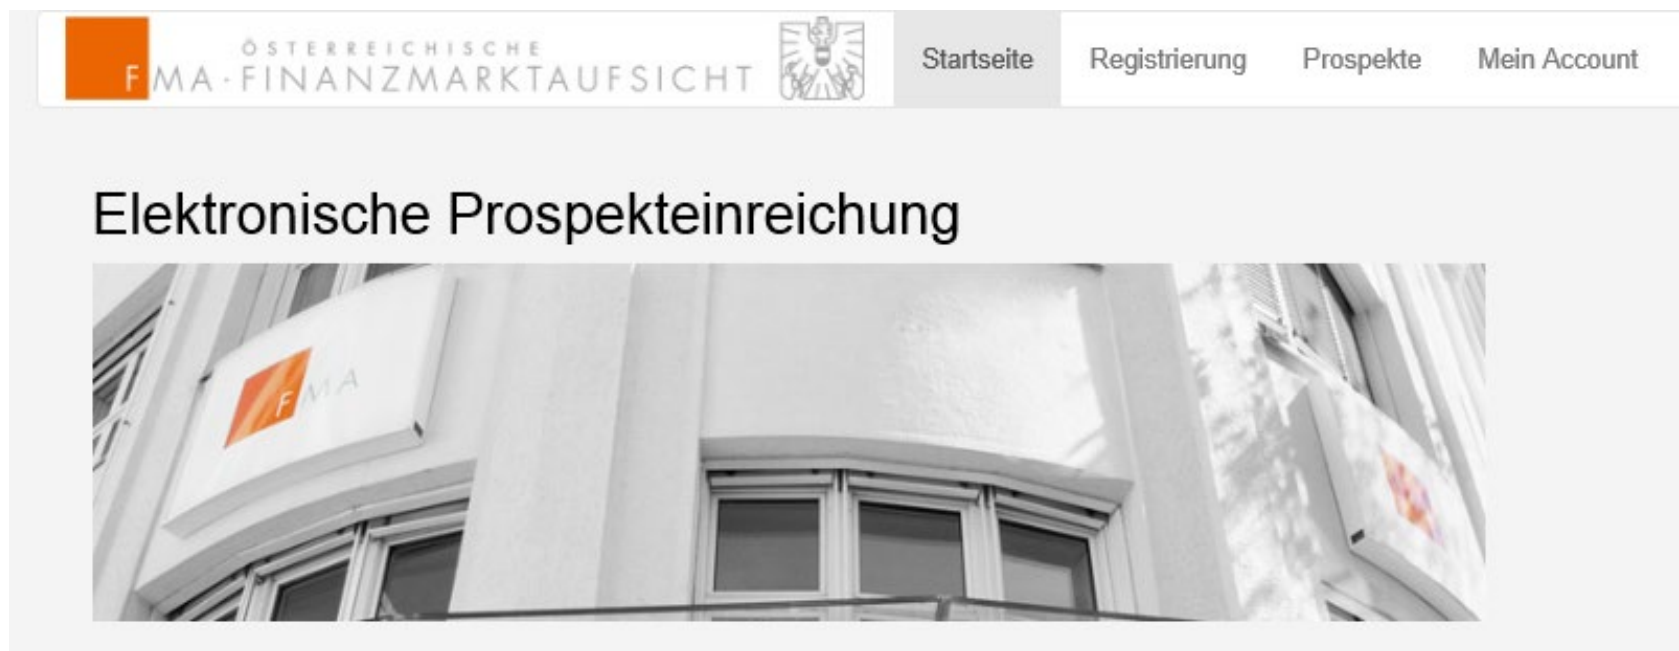 ÖSTERREICHISCHE
FMA·FINANZMARKTAUFSICHT
Startseite
Registrierung
Prospekte
Mein Account
Elektronische Prospekteinreichung
FMA